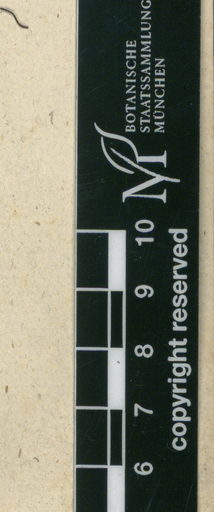 BOTANISCHE
STAATSSAMMLUNG
MÜNCHEN
M
10
9
8
7
6
copyright reserved